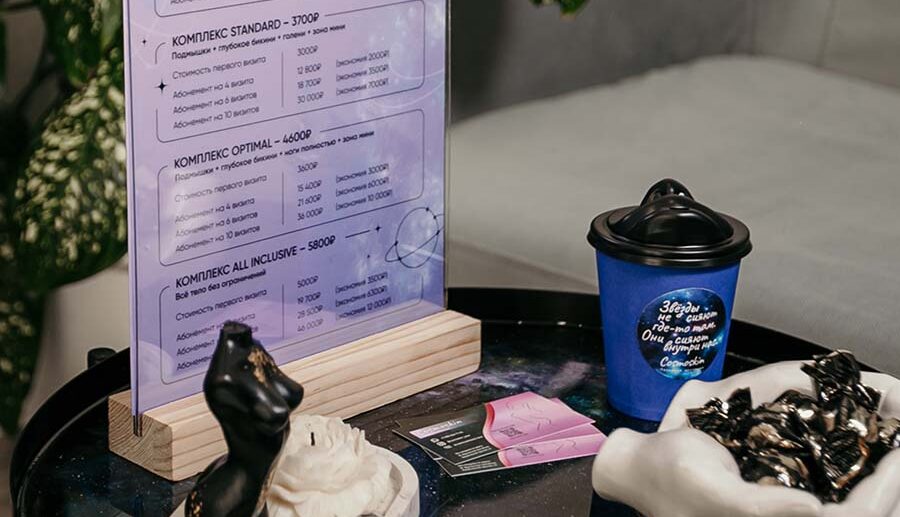 КОМПЛЕКС STANDARD – 3700₽
Подмышки + глубокое бикини + голени + зона мини
Стоимость первого визита 3000₽
Абонемент на 4 визита 12 800₽ (экономия 2000₽)
Абонемент на 6 визитов 18 700₽ (экономия 3500₽)
Абонемент на 10 визитов 30 000₽ (экономия 7000₽)
КОМПЛЕКС OPTIMAL – 4600₽
Подмышки + глубокое бикини + ноги полностью + зона мини
Стоимость первого визита 3600₽
Абонемент на 4 визита 15 400₽ (экономия 3000₽)
Абонемент на 6 визитов 21 600₽ (экономия 6000₽)
Абонемент на 10 визитов 36 000₽ (экономия 10 000₽)
КОМПЛЕКС ALL INCLUSIVE – 5800₽
Всё тело без ограничений
Стоимость первого визита 5000₽
Абонемент на 19 700₽ (экономия 3500₽)
Абонемент 28 500₽ (экономия 6300₽)
46 000₽ (экономия 12 000₽)
Звёзды
не сияют
где-то там.
Они сияют
внутри нас.
Cosmoskin